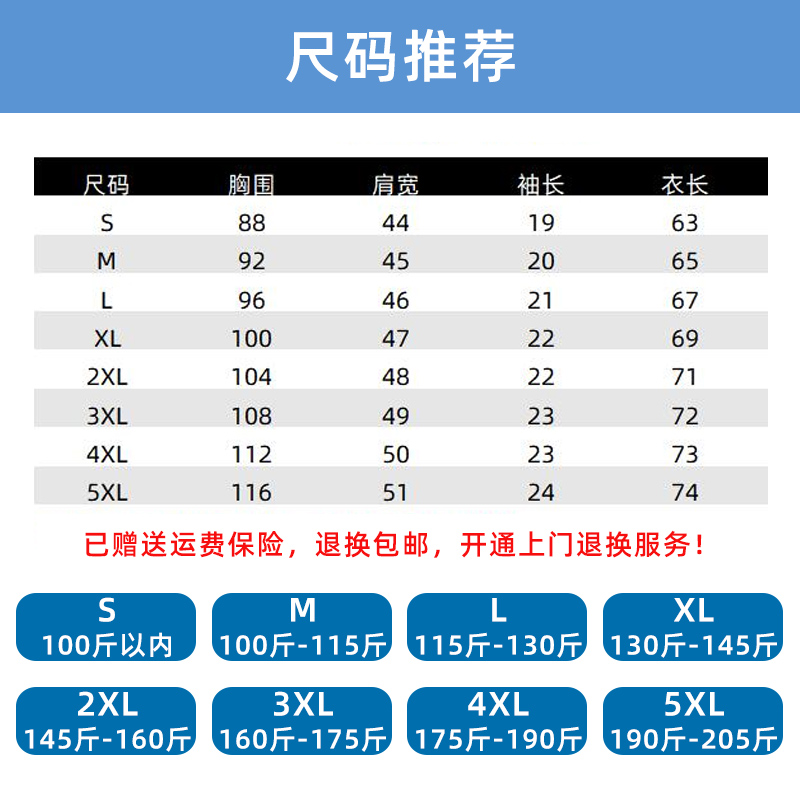 尺码推荐
尺码 胸围 肩宽 袖长 衣长
S 88 44 19 63
M 92 45 20 65
L 96 46 21 67
XL 100 47 22 69
2XL 104 48 22 71
3XL 108 49 23 72
4XL 112 50 23 73
5XL 116 51 24 74
已赠送运费保险，退换包邮，开通上门退换服务!
S M L XL
100斤以内 100斤-115斤 115斤-130斤 130斤-145斤
2XL 3XL 4XL 5XL
145斤-160斤 160斤-175斤 175斤-190斤 190斤-205斤